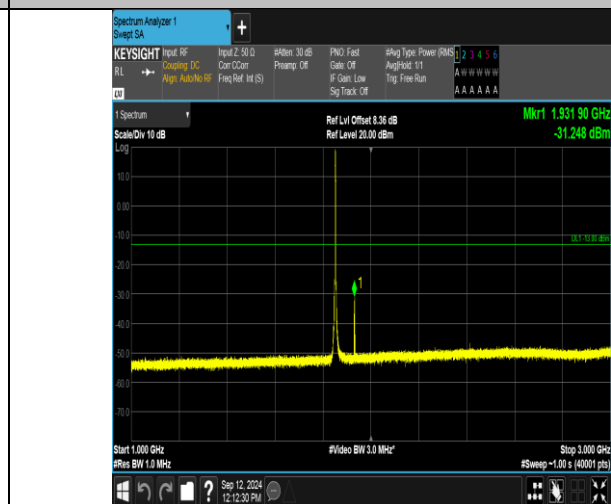 Spectrum Analyzer 1
Swept SA
+
KEYSIGHT Input: RF Input Z: 50 Ω #Atten: 30 dB PNO: Fast #Avg Type: Power (RMS 1 2 3 4 5 6
RL Coupling: DC Corr CCorr Preamp: Off Gate: Off Avg|Hold: 1/1 A W W W W W
Align: Auto/No RF Freq Ref: Int (S) IF Gain: Low Trig: Free Run A A A A A A
LXI Sig Track: Off
1 Spectrum Ref Lvl Offset 8.36 dB Mkr1 1.931 90 GHz
Scale/Div 10 dB Ref Level 20.00 dBm -31.248 dBm
Log
10.0
0.00
-10.0
DL1 -13.00 dBm
-20.0
-30.0
1
-40.0
-50.0
-60.0
-70.0
Start 1.000 GHz #Video BW 3.0 MHz* Stop 3.000 GHz
#Res BW 1.0 MHz #Sweep ~1.00 s (40001 pts)
? Sep 12, 2024
12:12:30 PM